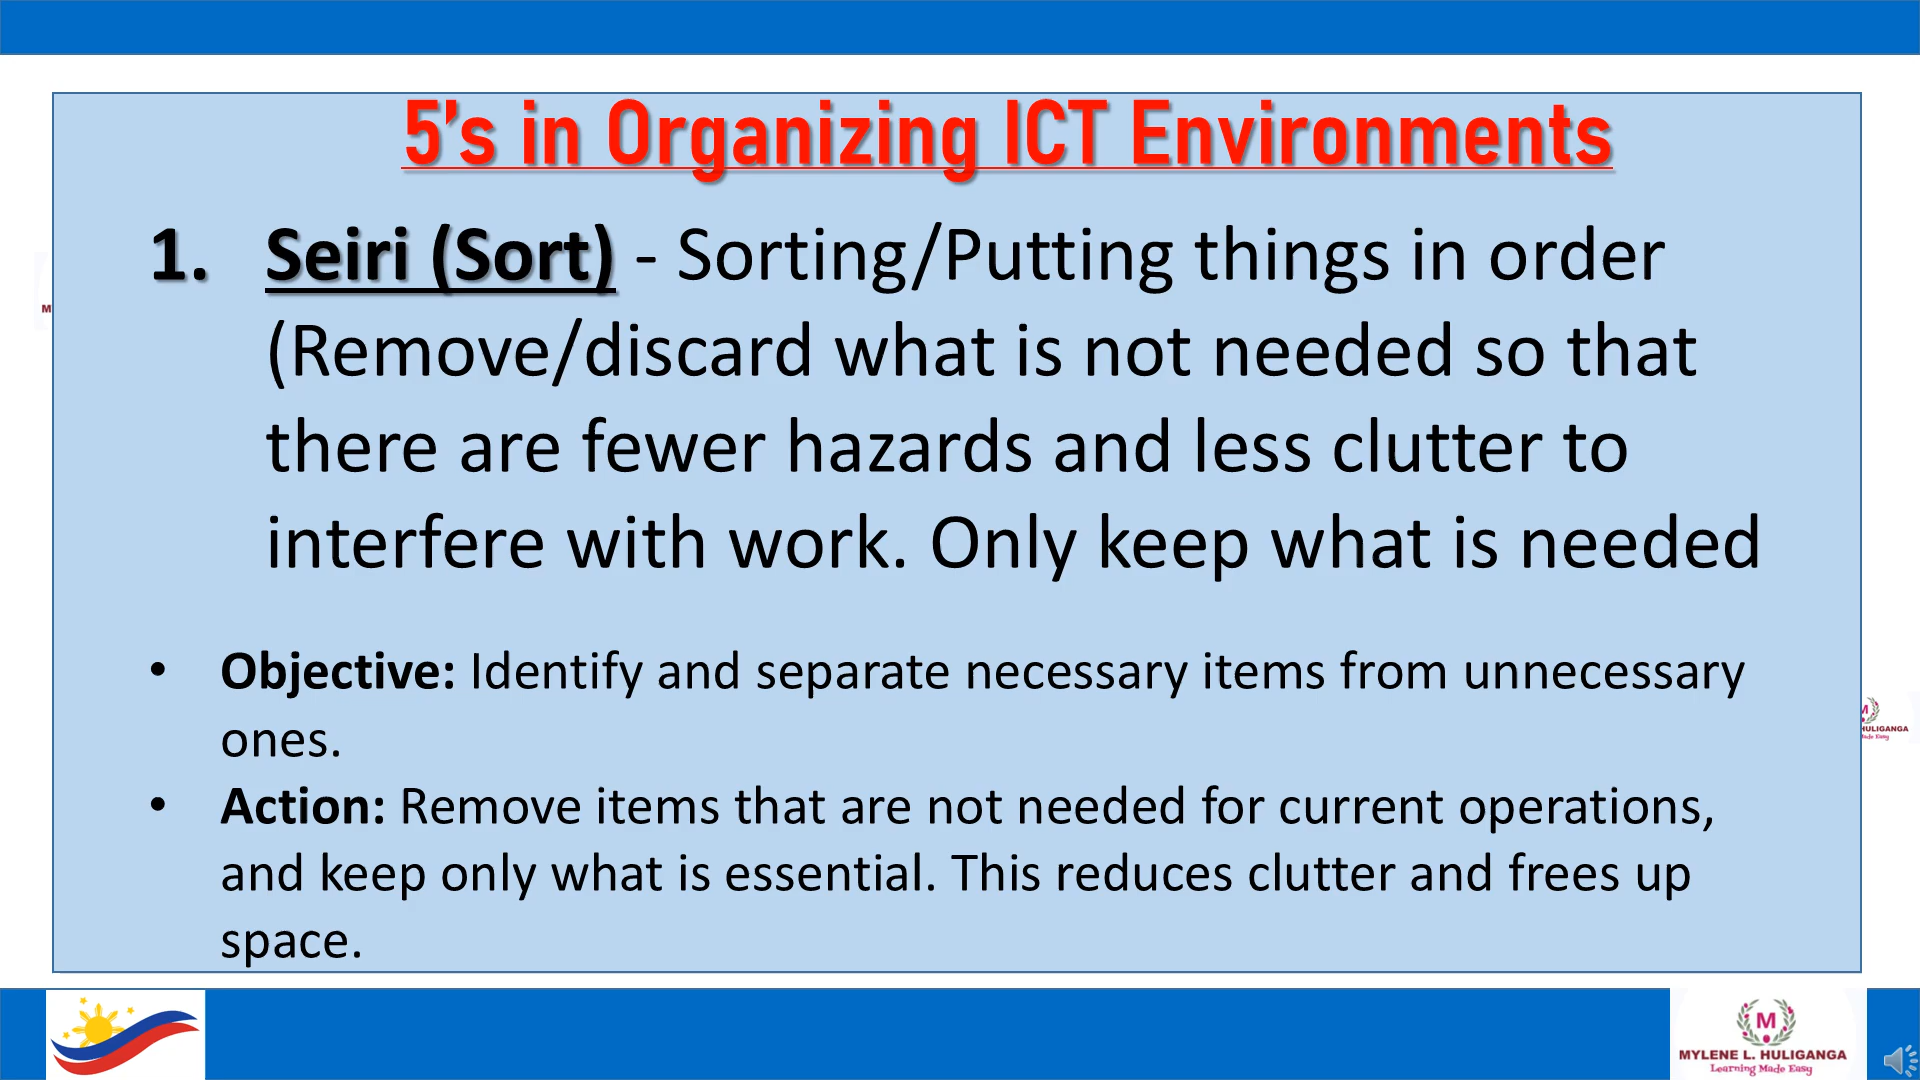 5's in Organizing ICT Environments
1. Seiri (Sort) - Sorting/Putting things in order
(Remove/discard what is not needed so that
there are fewer hazards and less clutter to
interfere with work. Only keep what is needed
• Objective: Identify and separate necessary items from unnecessary
ones.
• Action: Remove items that are not needed for current operations,
and keep only what is essential. This reduces clutter and frees up
space.
M
HULIGANGA
Made Easy
M
MYLENE L. HULIGANGA
Learning Made Easy